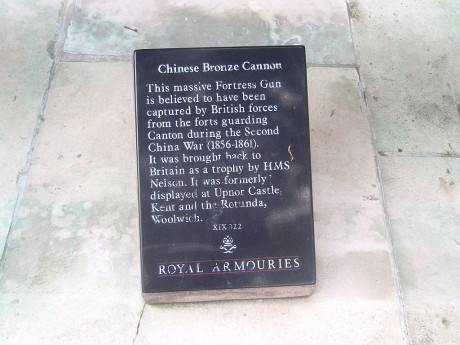 Chinese Bronze Cannon
This massive Fortress Gun
is believed to have been
captured by British forces
from the forts guarding
Canton during the Second
China War (1856-1861).
It was brought back to
Britain as a trophy by HMS
Nelson. It was formerly
displayed at Upnor Castle,
Kent and the Rotunda,
Woolwich.
ROYAL ARMOURIES